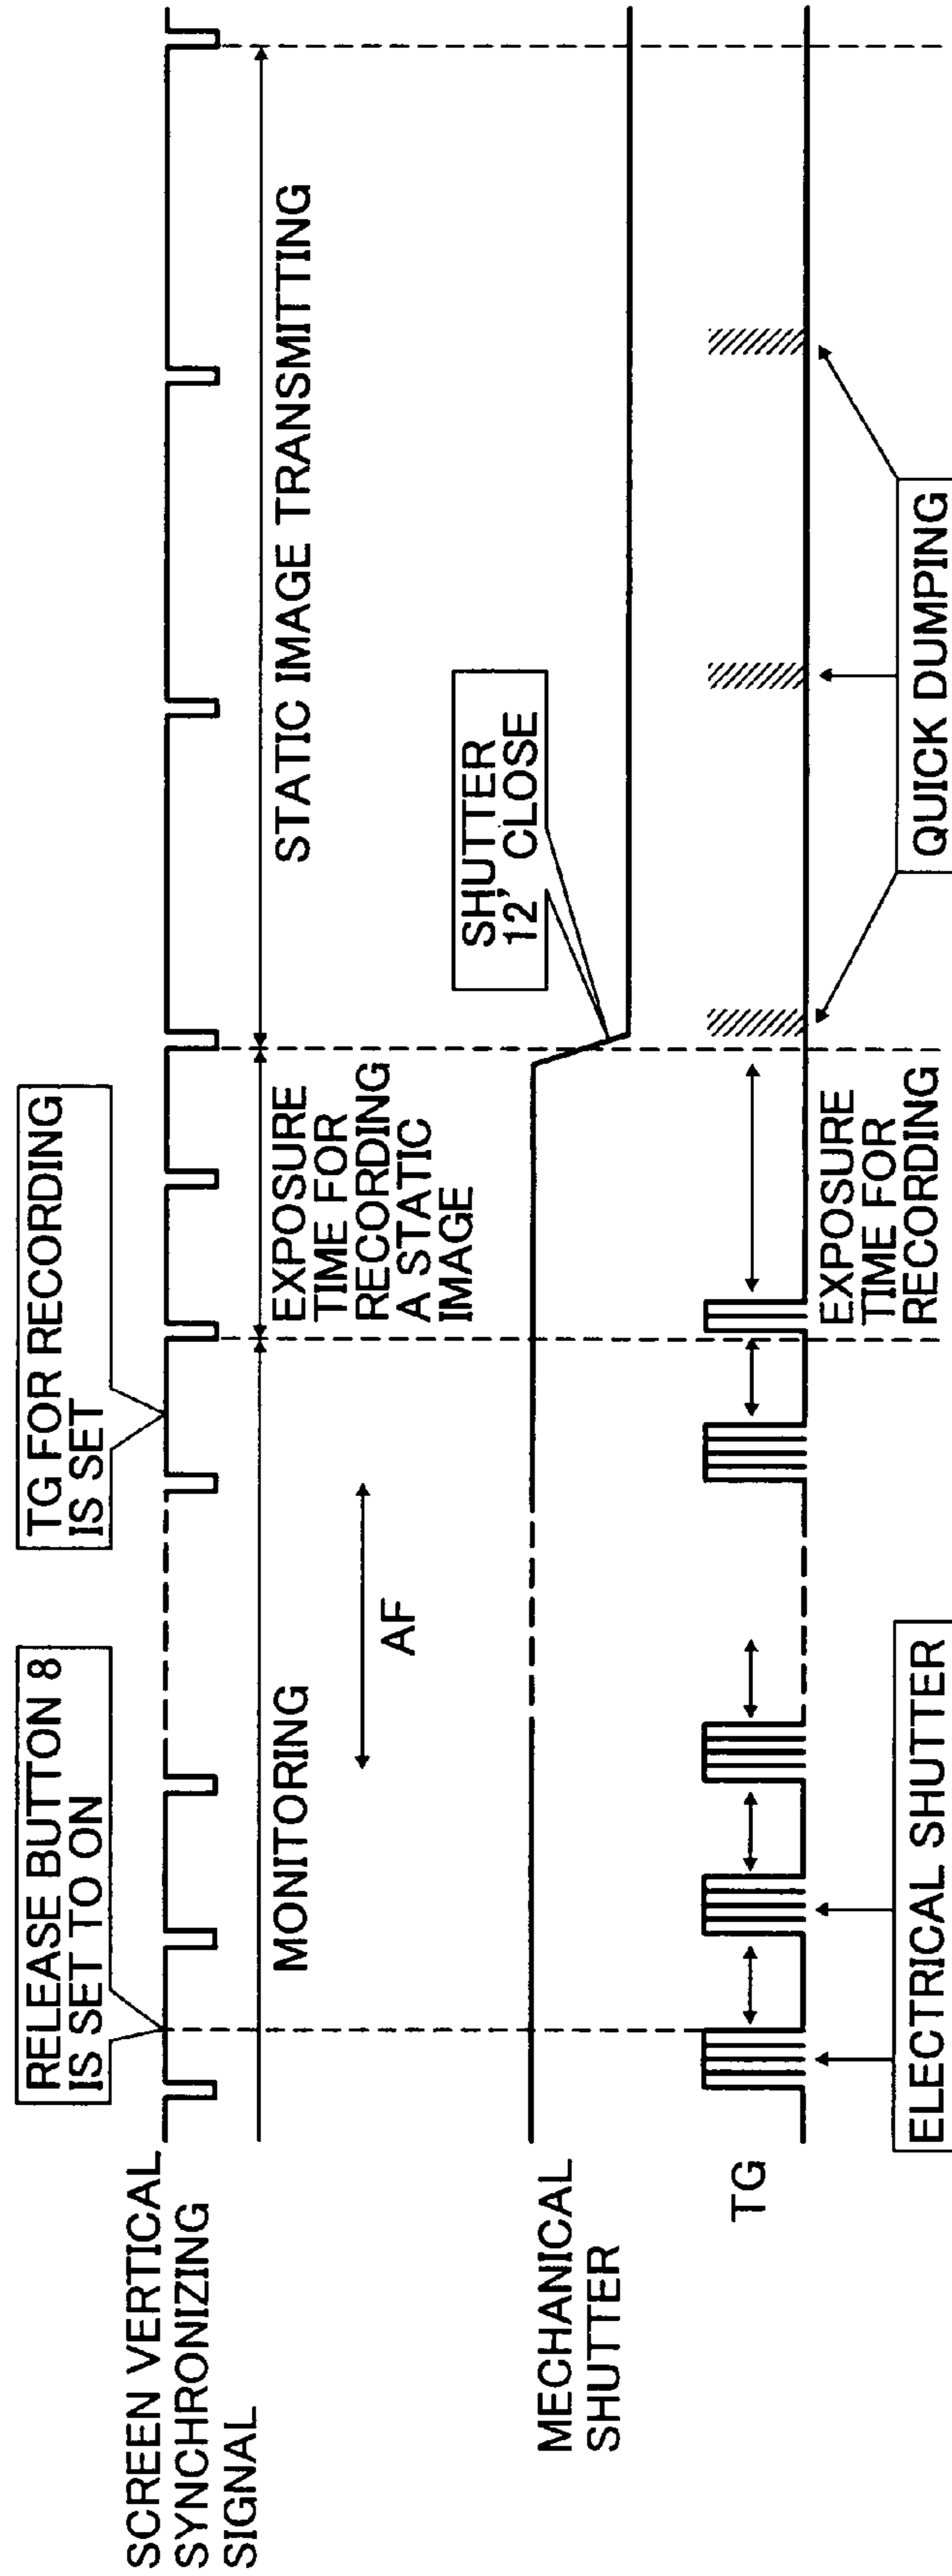 RELEASE BUTTON 8
IS SET TO ON
TG FOR RECORDING
IS SET
SCREEN VERTICAL
SYNCHRONIZING
SIGNAL
MONITORING
EXPOSURE
TIME FOR
RECORDING
A STATIC
IMAGE
STATIC IMAGE TRANSMITTING
AF
SHUTTER
12' CLOSE
MECHANICAL
SHUTTER
TG
EXPOSURE
TIME FOR
RECORDING
ELECTRICAL SHUTTER
QUICK DUMPING